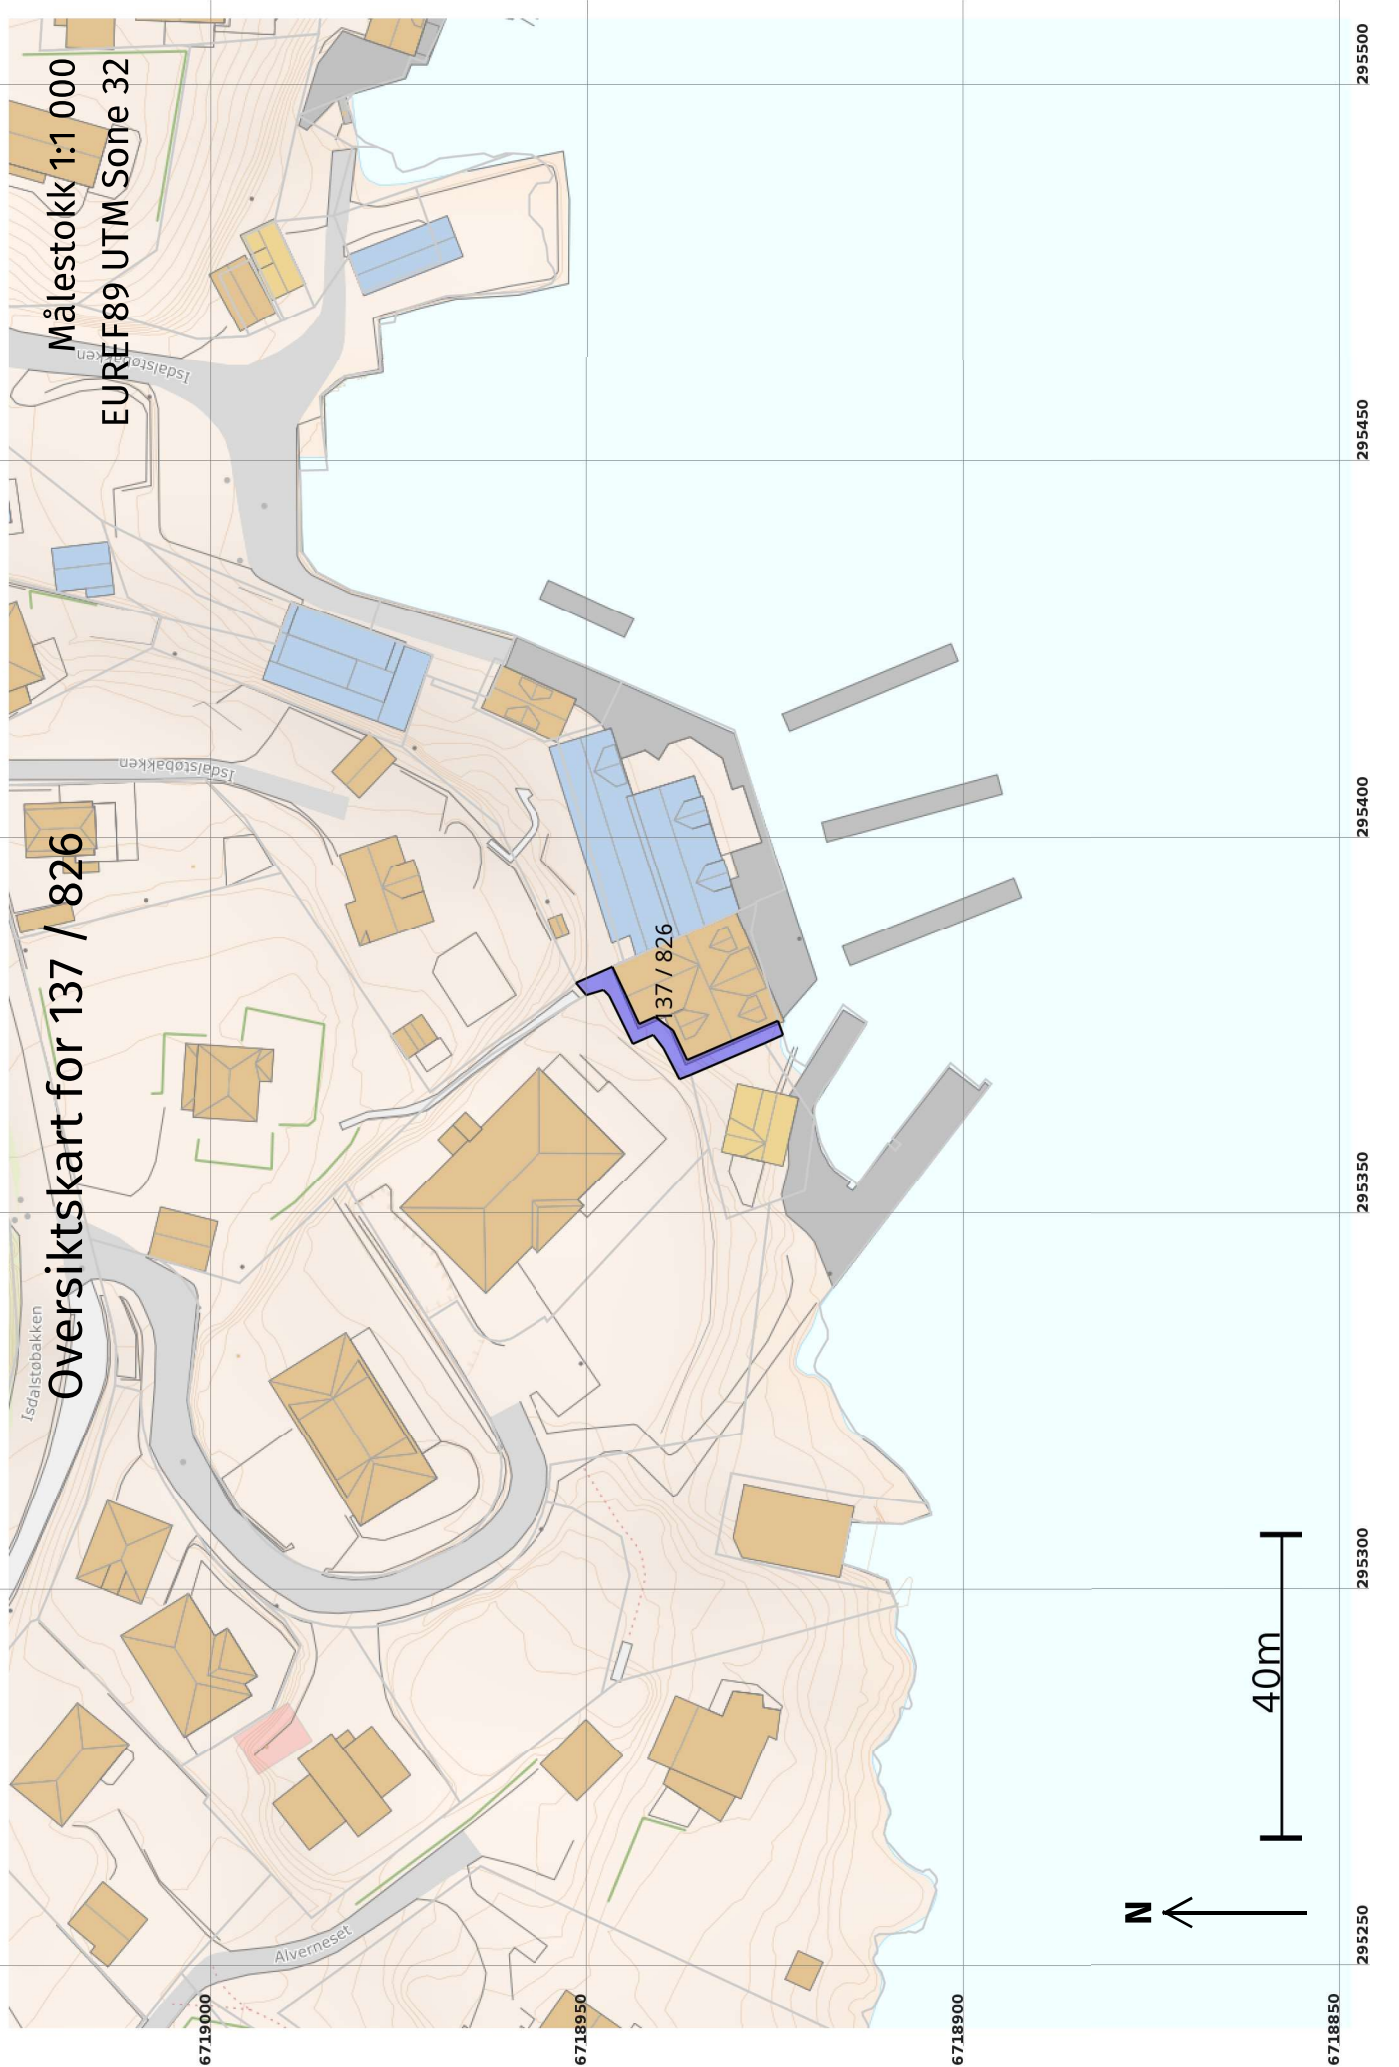 Oversiktskart for 137 / 826
Målestokk 1:1 000
EUREF89 UTM Sone 32
Isdalstøbakken
Isdalstøbakken
Isdalstøbakken
137 / 826
Alverneset
6719000
6718950
6718900
6718850
295250
295300
295350
295400
295450
295500
N
40m